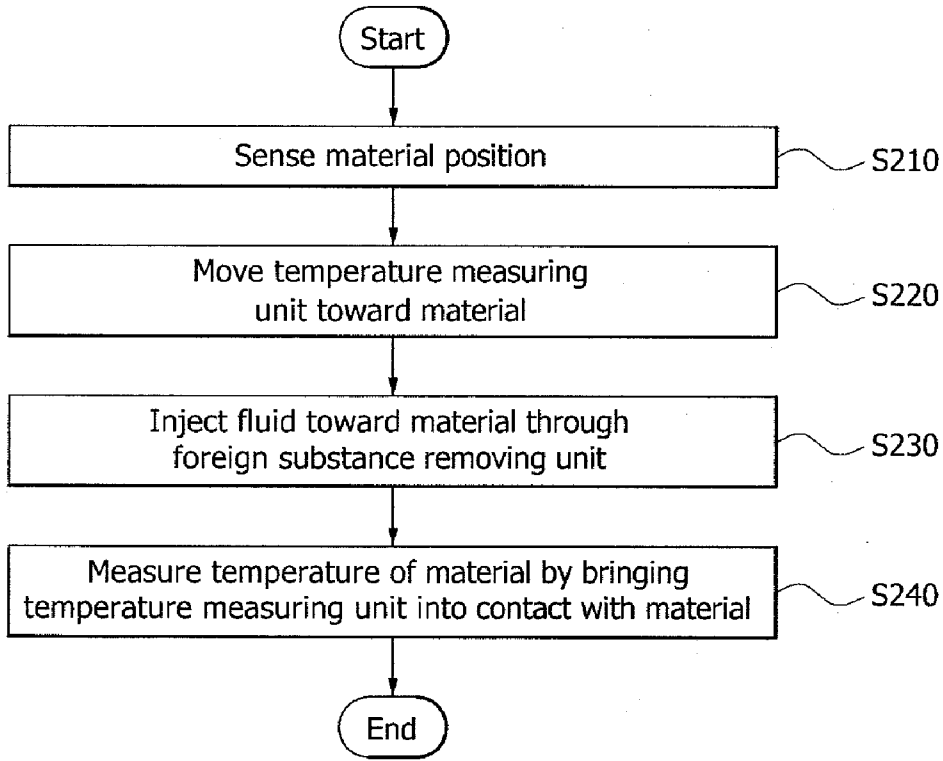 Start
Sense material position
S210
Move temperature measuring
unit toward material
S220
Inject fluid toward material through
foreign substance removing unit
S230
Measure temperature of material by bringing
temperature measuring unit into contact with material
S240
End